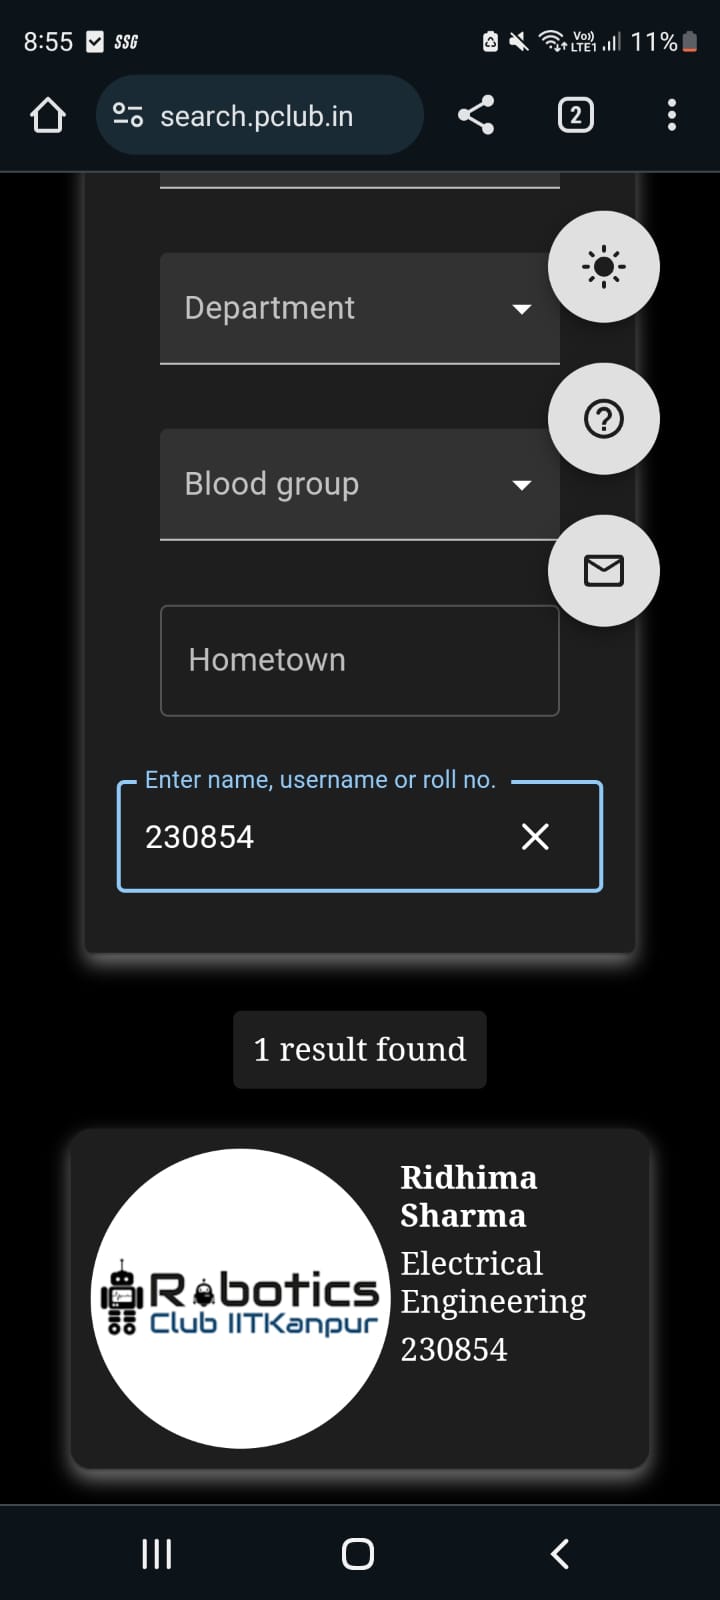 8:55 SSG Vo)) LTE1 11%
search.pclub.in 2
Department
Blood group
Hometown
Enter name, username or roll no.
230854
1 result found
Ridhima
Sharma
Electrical
Engineering
230854
Robotics
Club IITKanpur